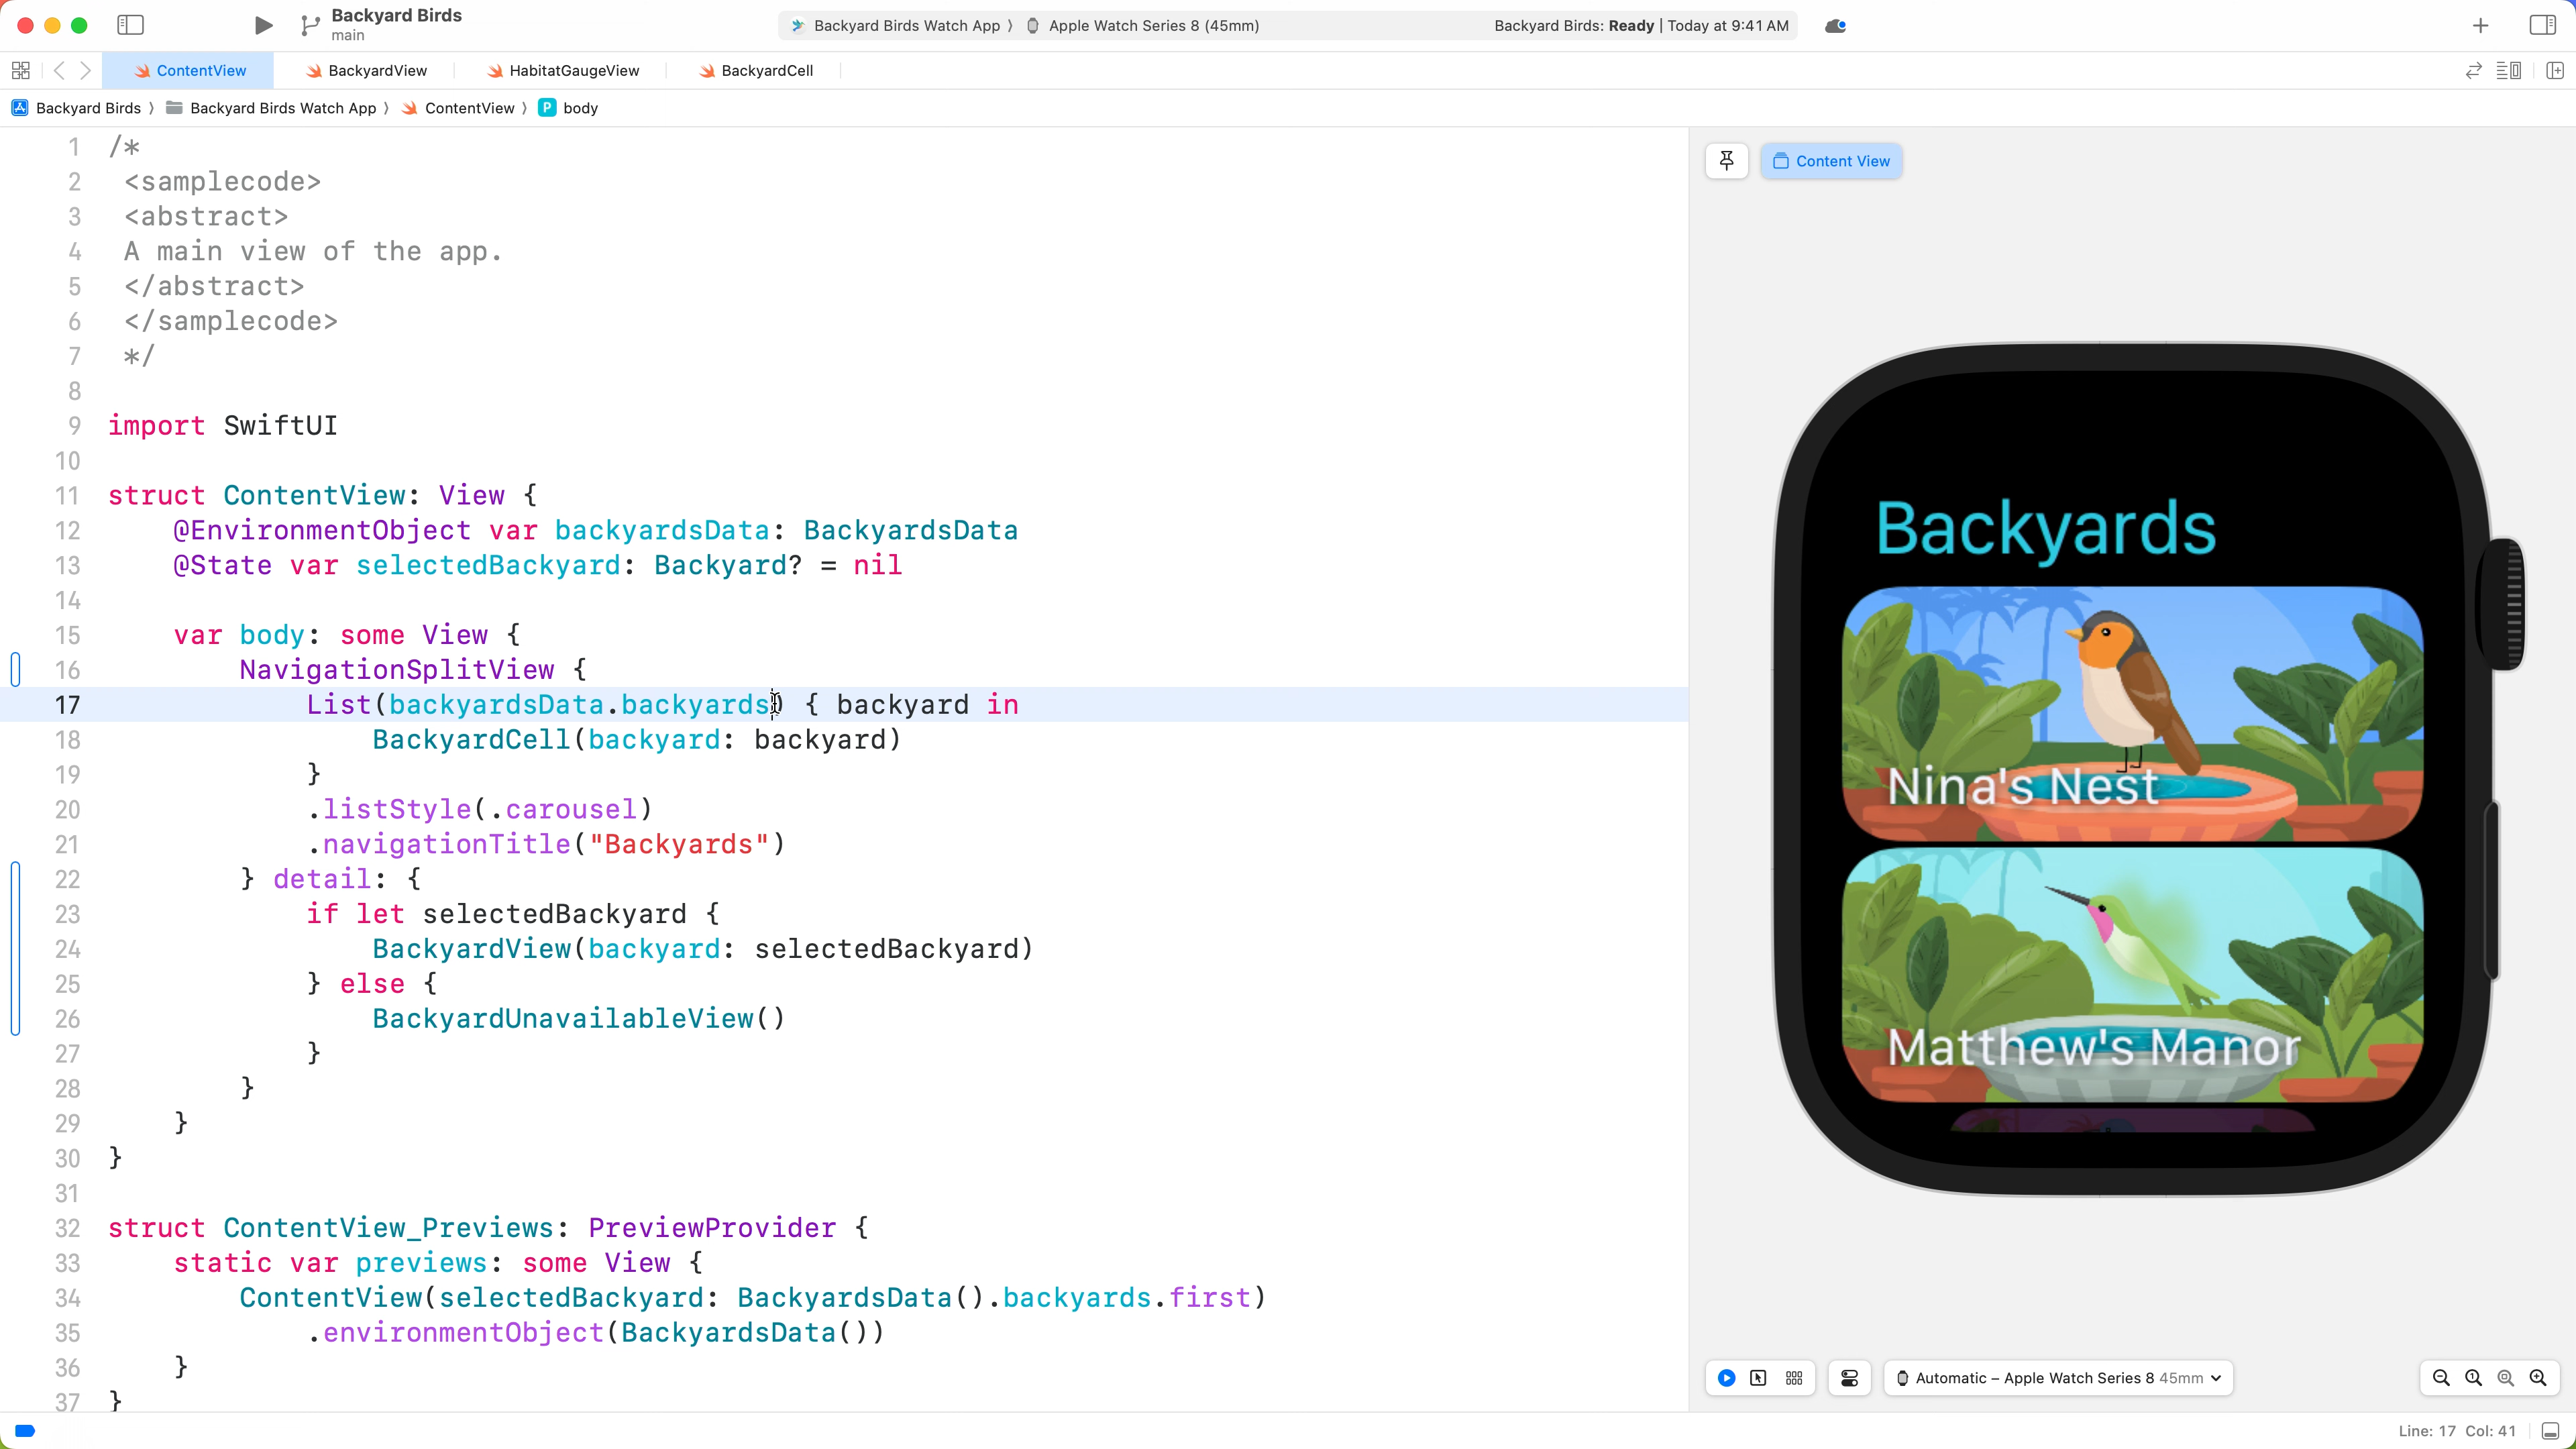 Backyard Birds
main
Backyard Birds Watch App 〉 Apple Watch Series 8 (45mm)
Backyard Birds: Ready | Today at 9:41 AM
ContentView
BackyardView
HabitatGaugeView
BackyardCell
Backyard Birds 〉 Backyard Birds Watch App 〉 ContentView 〉 P body
1 /*
2 <samplecode>
3 <abstract>
4 A main view of the app.
5 </abstract>
6 </samplecode>
7 */
8
9 import SwiftUI
10
11 struct ContentView: View {
12 @EnvironmentObject var backyardsData: BackyardsData
13 @State var selectedBackyard: Backyard? = nil
14
15 var body: some View {
16 NavigationSplitView {
17 List(backyardsData.backyards) { backyard in
18 BackyardCell(backyard: backyard)
19 }
20 .listStyle(.carousel)
21 .navigationTitle("Backyards")
22 } detail: {
23 if let selectedBackyard {
24 BackyardView(backyard: selectedBackyard)
25 } else {
26 BackyardUnavailableView()
27 }
28 }
29 }
30 }
31
32 struct ContentView_Previews: PreviewProvider {
33 static var previews: some View {
34 ContentView(selectedBackyard: BackyardsData().backyards.first)
35 .environmentObject(BackyardsData())
36 }
37 }
Content View
Backyards
Nina's Nest
Matthew's Manor
Automatic – Apple Watch Series 8 45mm
Line: 17 Col: 41